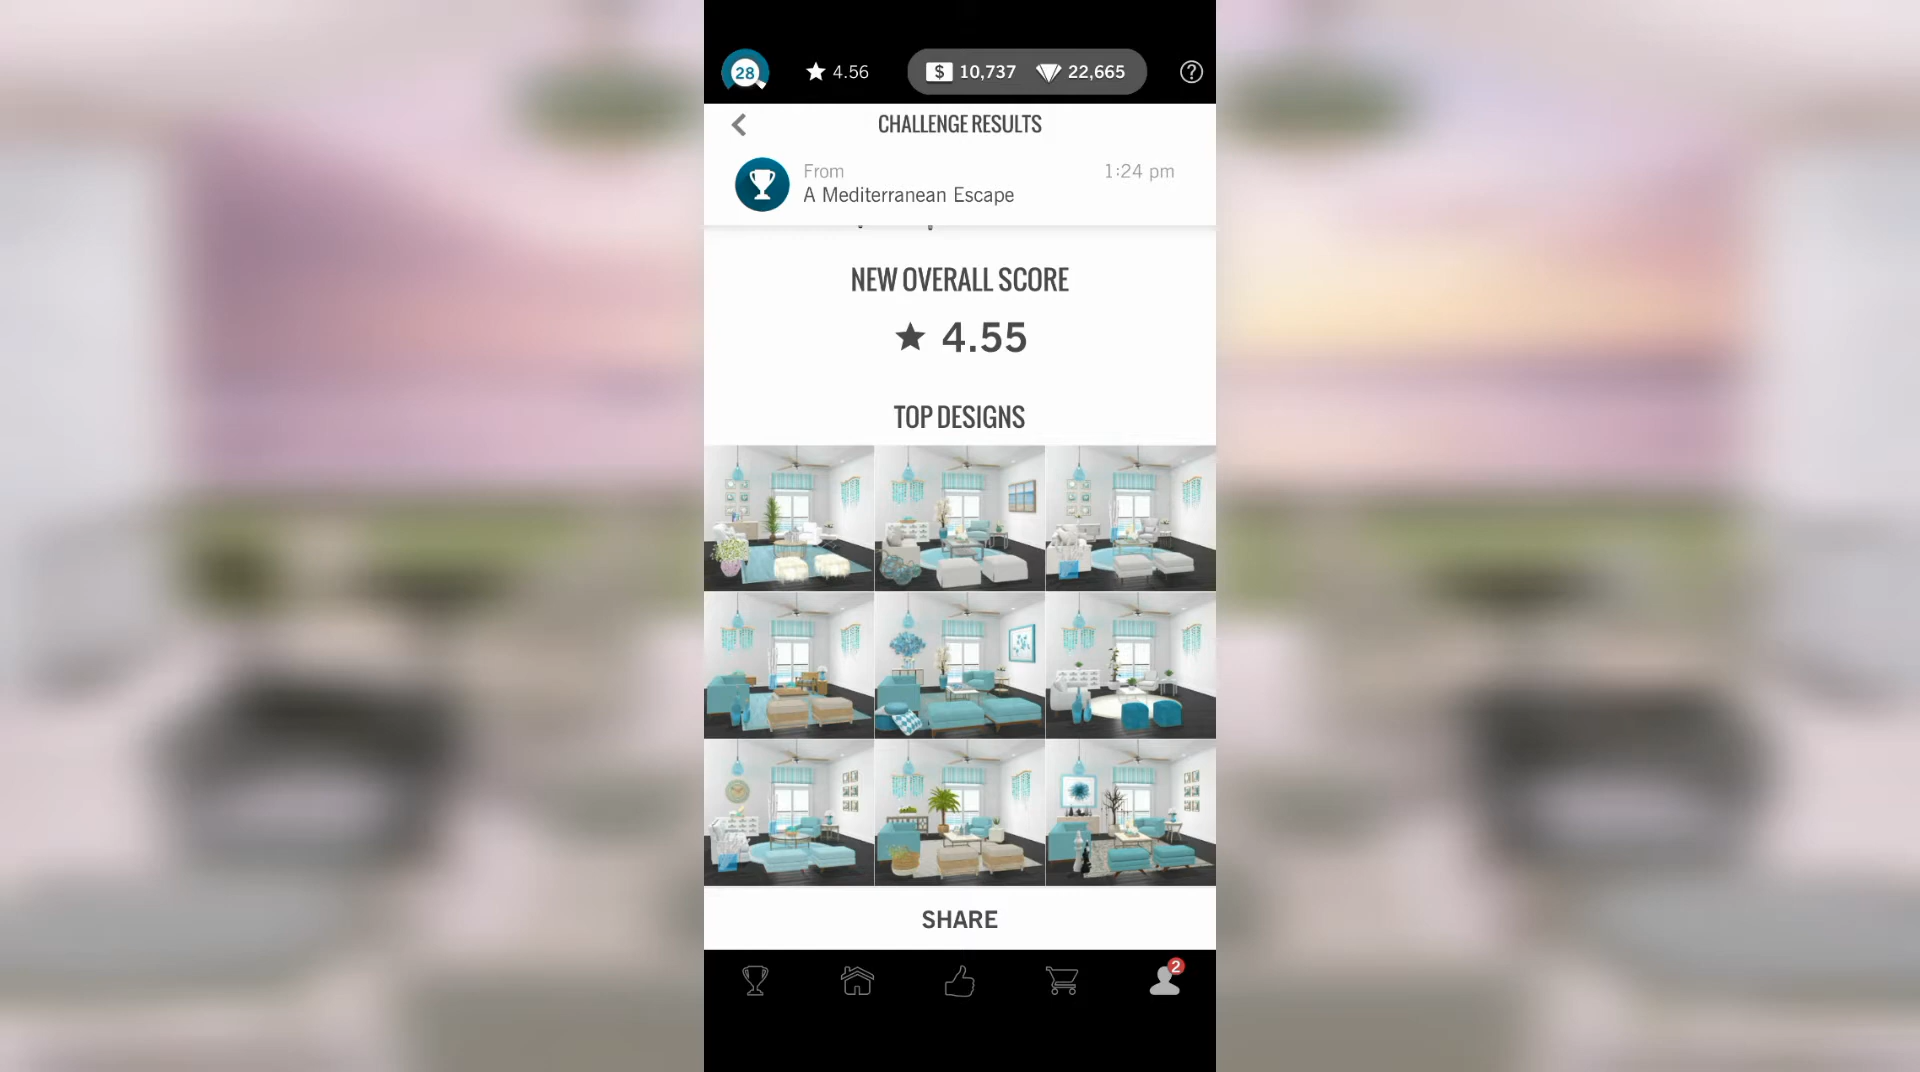 28
4.56
$ 10,737
22,665
?
CHALLENGE RESULTS
From
1:24 pm
A Mediterranean Escape
NEW OVERALL SCORE
4.55
TOP DESIGNS
SHARE
2